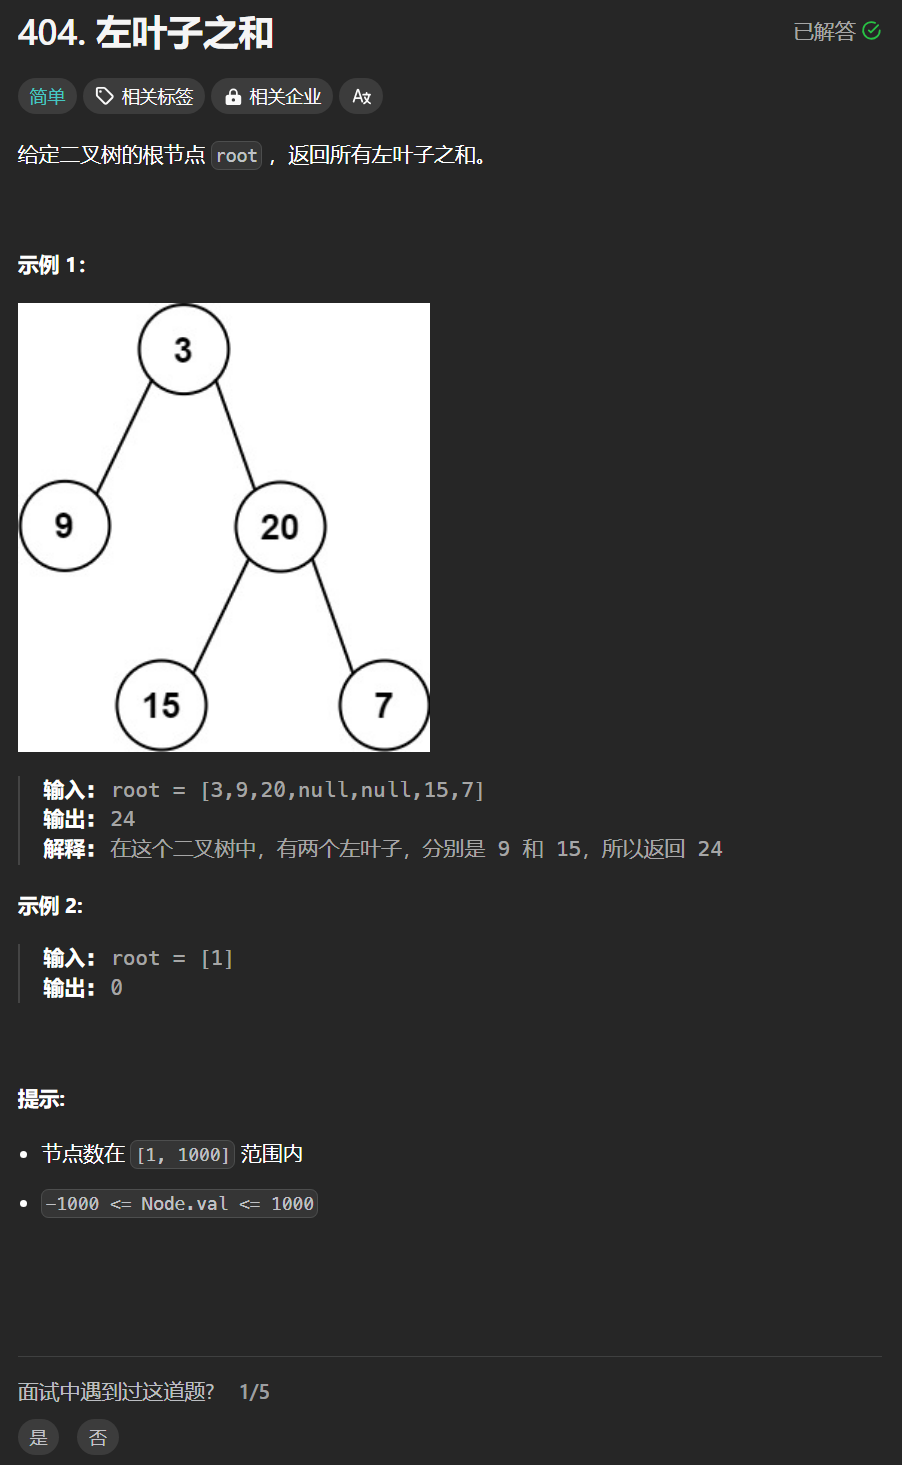 404. 左叶子之和
已解答
简单 相关标签 相关企业 Aあ
给定二叉树的根节点 root ，返回所有左叶子之和。
示例 1：
3
9
20
15
7
输入： root = [3,9,20,null,null,15,7]
输出： 24
解释： 在这个二叉树中，有两个左叶子，分别是 9 和 15，所以返回 24
示例 2:
输入： root = [1]
输出： 0
提示:
• 节点数在 [1, 1000] 范围内
• -1000 <= Node.val <= 1000
面试中遇到过这道题? 1/5
是 否